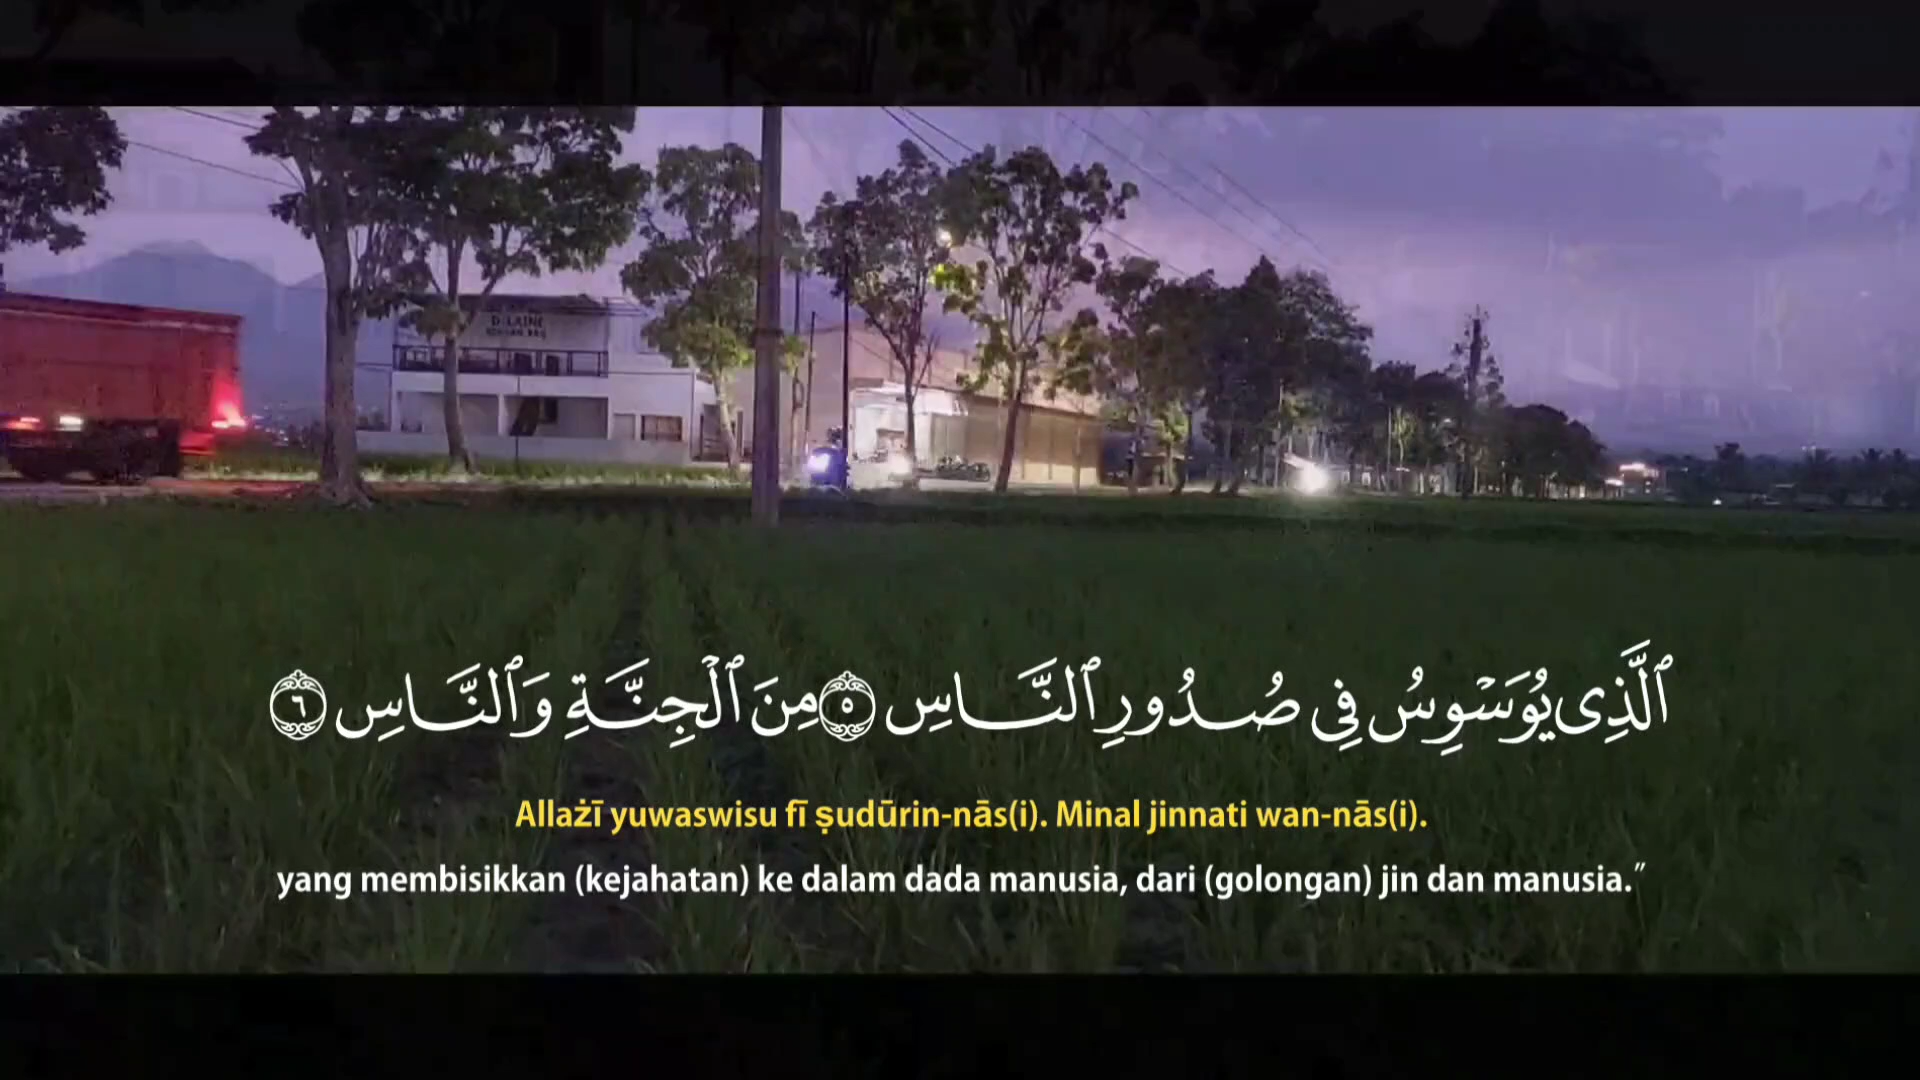 D'LAINE
ٱلَّذِى يُوَسْوِسُ فِى صُدُورِ ٱلنَّاسِ ۝٥ مِنَ ٱلْجِنَّةِ وَٱلنَّاسِ ۝٦
Allażī yuwaswisu fī ṣudūrin-nās(i). Minal jinnati wan-nās(i).
yang membisikkan (kejahatan) ke dalam dada manusia, dari (golongan) jin dan manusia.”